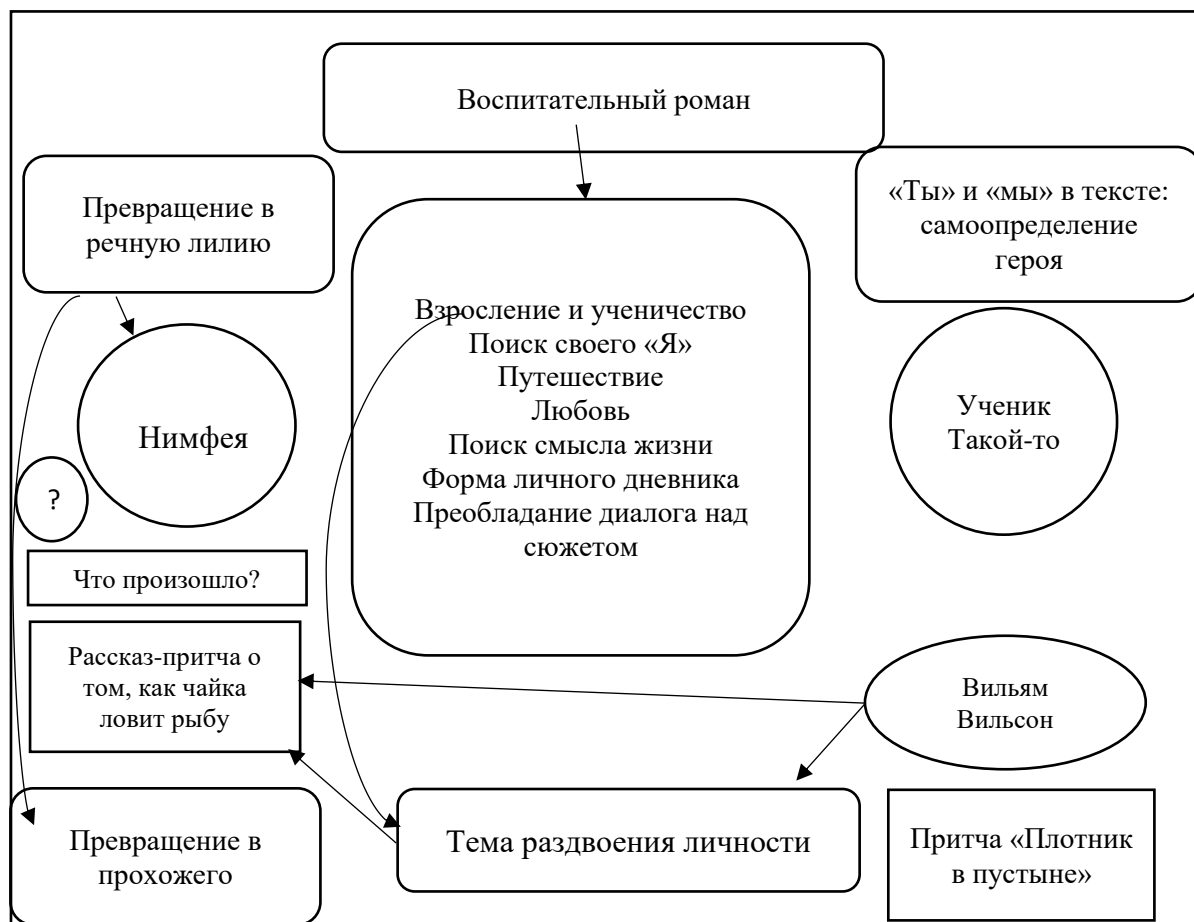 Воспитательный роман
Превращение в
речную лилию
«Ты» и «мы» в тексте:
самоопределение
героя
Взросление и ученичество
Поиск своего «Я»
Путешествие
Любовь
Поиск смысла жизни
Форма личного дневника
Преобладание диалога над
сюжетом
Нимфея
Ученик
Такой-то
?
Что произошло?
Рассказ-притча о
том, как чайка
ловит рыбу
Вильям
Вильсон
Превращение в
прохожего
Тема раздвоения личности
Притча «Плотник
в пустыне»